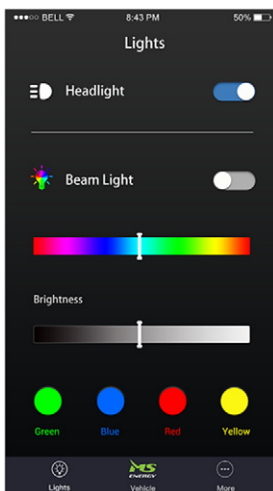 ●●●○○ BELL 8:43 PM 50%
Lights
Headlight
Beam Light
Brightness
Green Blue Red Yellow
MS
ENERGY
Lights Vehicle More